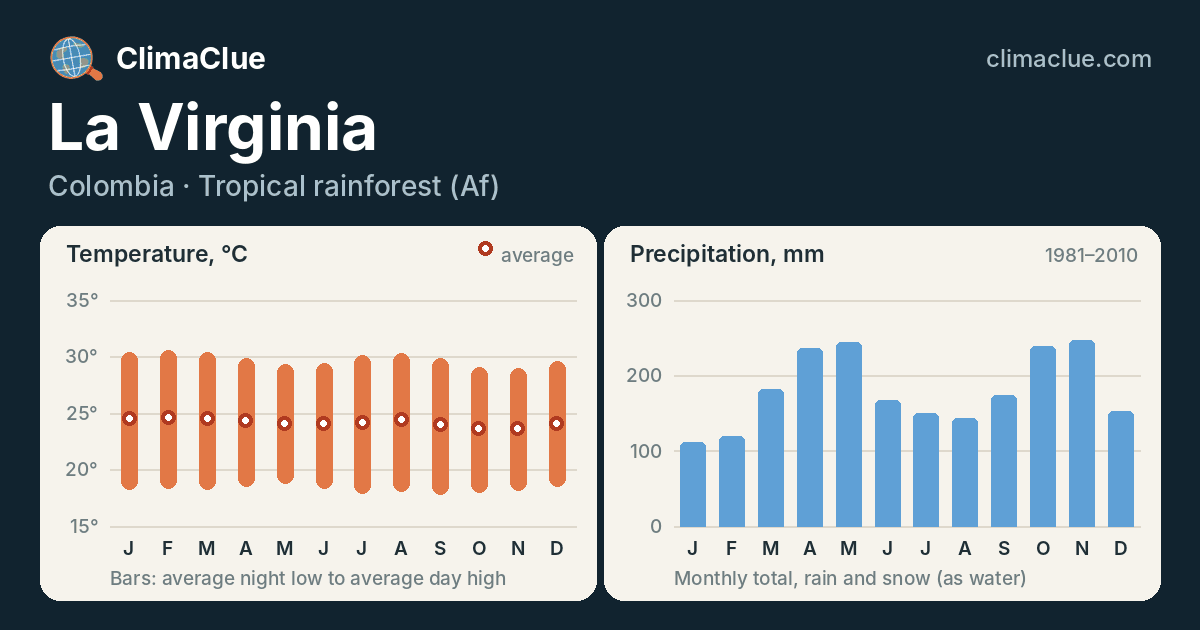 ClimaClue
climaclue.com
La Virginia
Colombia · Tropical rainforest (Af)
Temperature, °C
average
35°
30°
25°
20°
15°
J F M A M J J A S O N D
Bars: average night low to average day high
Precipitation, mm
1981–2010
300
200
100
0
J F M A M J J A S O N D
Monthly total, rain and snow (as water)